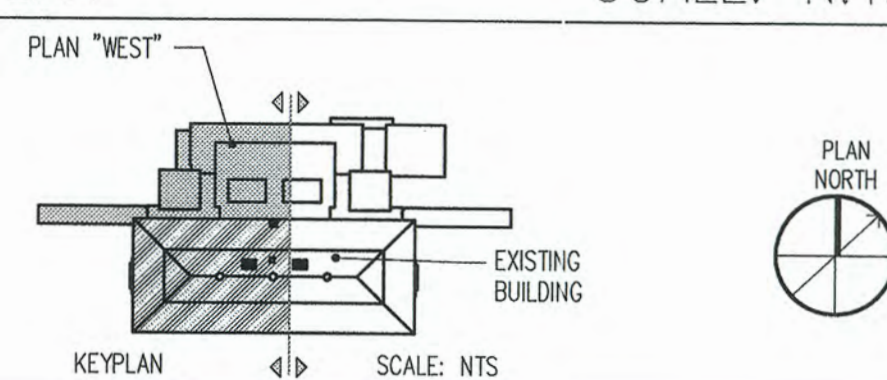 PLAN "WEST"
PLAN
NORTH
EXISTING
BUILDING
KEYPLAN
SCALE: NTS